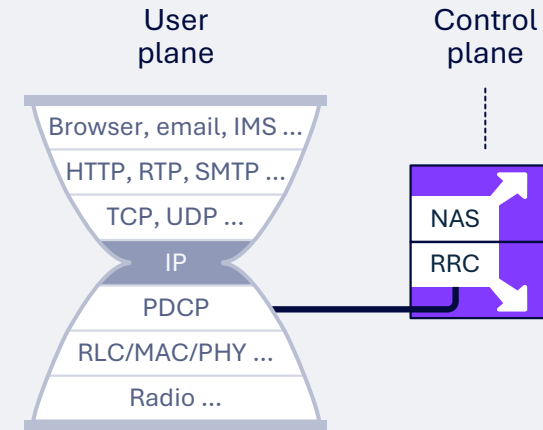 User
plane
Control
plane
Browser, email, IMS ...
HTTP, RTP, SMTP ...
TCP, UDP ...
IP
PDCP
RLC/MAC/PHY ...
Radio ...
NAS
RRC